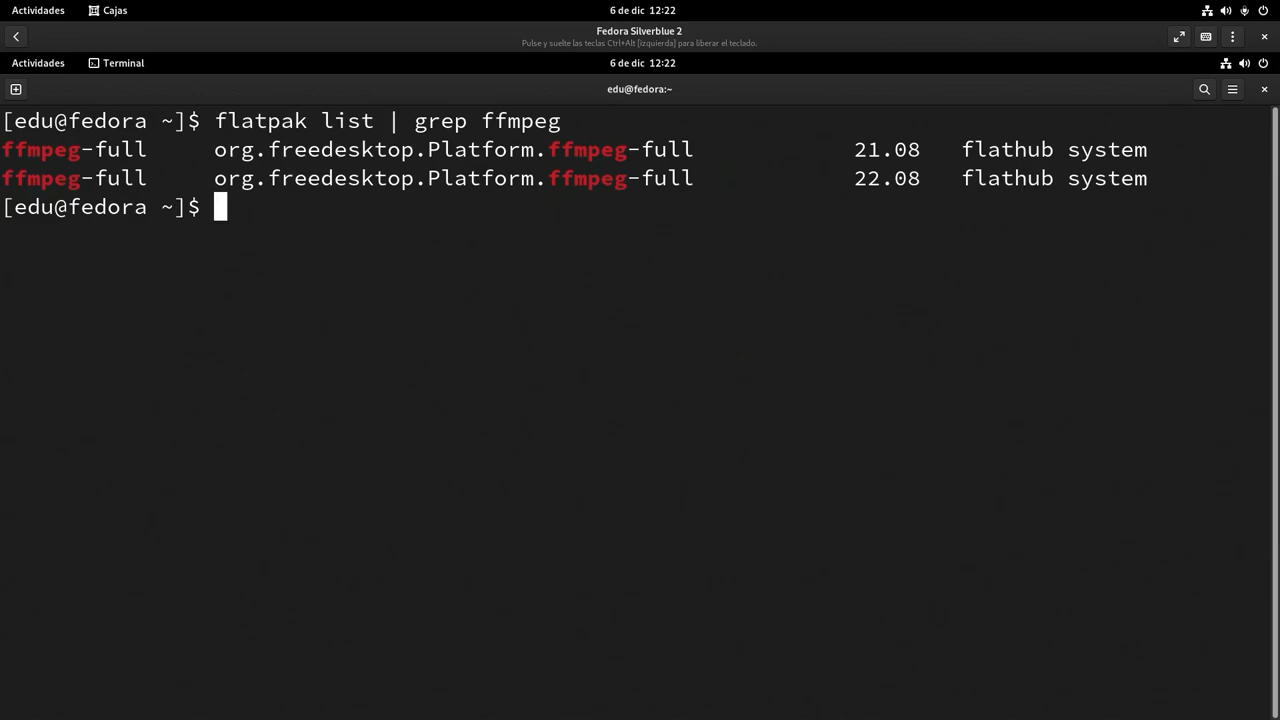 Actividades Cajas 6 de dic 12:22
Fedora Silverblue 2
Pulse y suelte las teclas Ctrl+Alt [izquierda] para liberar el teclado.
Actividades Terminal 6 de dic 12:22
edu@fedora:~
[edu@fedora ~]$ flatpak list | grep ffmpeg
ffmpeg-full org.freedesktop.Platform.ffmpeg-full 21.08 flathub system
ffmpeg-full org.freedesktop.Platform.ffmpeg-full 22.08 flathub system
[edu@fedora ~]$